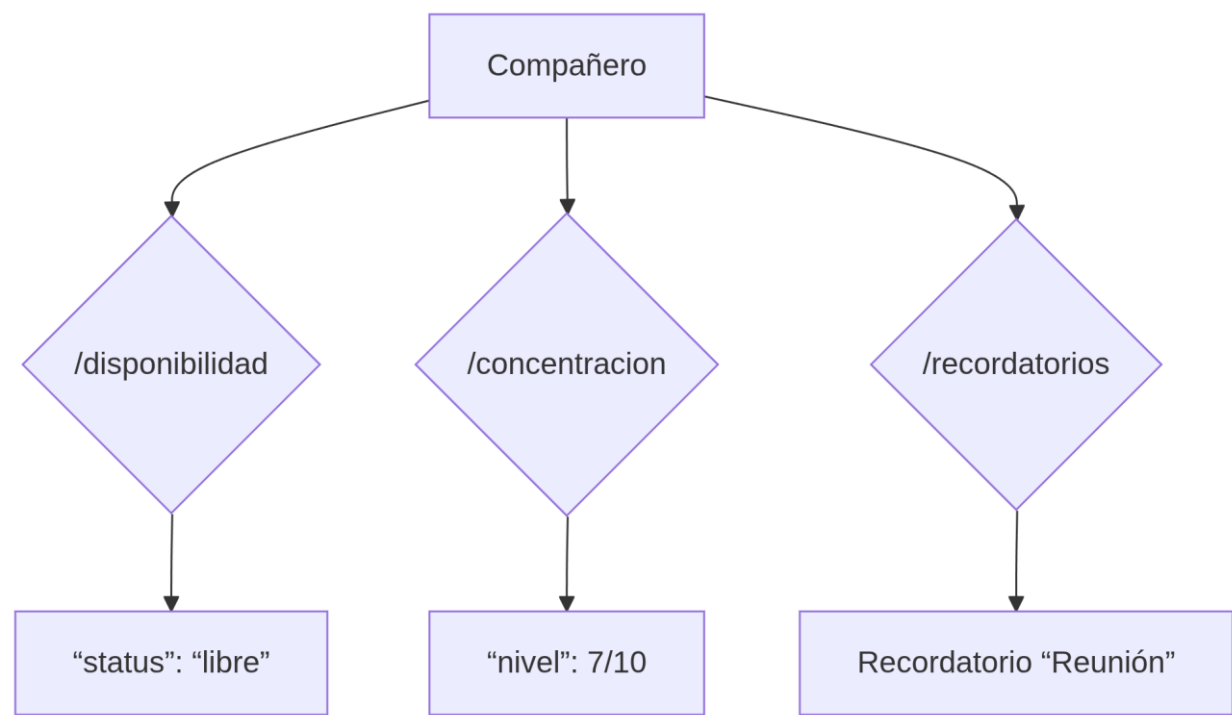 Compañero
/disponibilidad
/concentracion
/recordatorios
“status”: “libre”
“nivel”: 7/10
Recordatorio “Reunión”